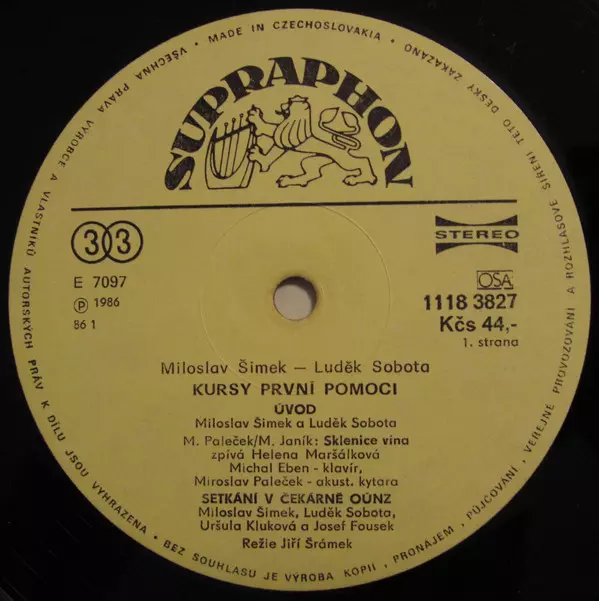 VŠECHNA PRÁVA VÝROBCE A VLASTNÍKŮ AUTORSKÝCH PRÁV K DÍLU JSOU VYHRAZENA • BEZ SOUHLASU JE VÝROBA KOPIÍ, PRONÁJEM, PŮJČOVÁNÍ, VEŘEJNÉ PROVOZOVÁNÍ A ROZHLASOVÉ ŠÍŘENÍ TÉTO DESKY ZAKÁZÁNO • MADE IN CZECHOSLOVAKIA •
SUPRAPHON
33
STEREO
E 7097
Ⓟ 1986
86 1
OSA
1118 3827
Kčs 44,-
1. strana
Miloslav Šimek – Luděk Sobota
KURSY PRVNÍ POMOCI
ÚVOD
Miloslav Šimek a Luděk Sobota
M. Paleček/M. Janík: Sklenice vína
zpívá Helena Maršálková
Michal Eben - klavír,
Miroslav Paleček - akust. kytara
SETKÁNÍ V ČEKÁRNĚ OÚNZ
Miloslav Šimek, Luděk Sobota,
Uršula Kluková a Josef Fousek
Režie Jiří Šrámek